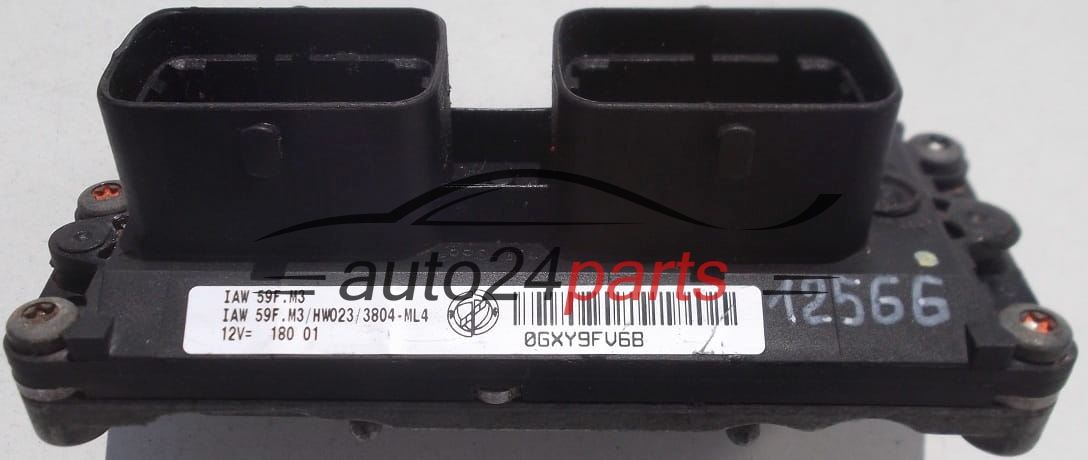 auto24parts
IAW 59F.M3
IAW 59F.M3/HW023/3804-ML4
12V= 180 01
0GXY9FV6B
12566